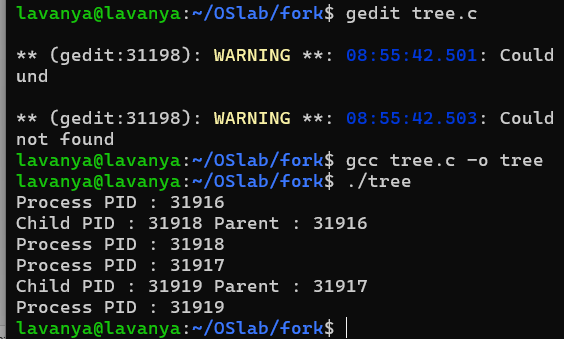 lavanya@lavanya:~/OSlab/fork$ gedit tree.c
** (gedit:31198): WARNING **: 08:55:42.501: Could
und
** (gedit:31198): WARNING **: 08:55:42.503: Could
not found
lavanya@lavanya:~/OSlab/fork$ gcc tree.c -o tree
lavanya@lavanya:~/OSlab/fork$ ./tree
Process PID : 31916
Child PID : 31918 Parent : 31916
Process PID : 31918
Process PID : 31917
Child PID : 31919 Parent : 31917
Process PID : 31919
lavanya@lavanya:~/OSlab/fork$